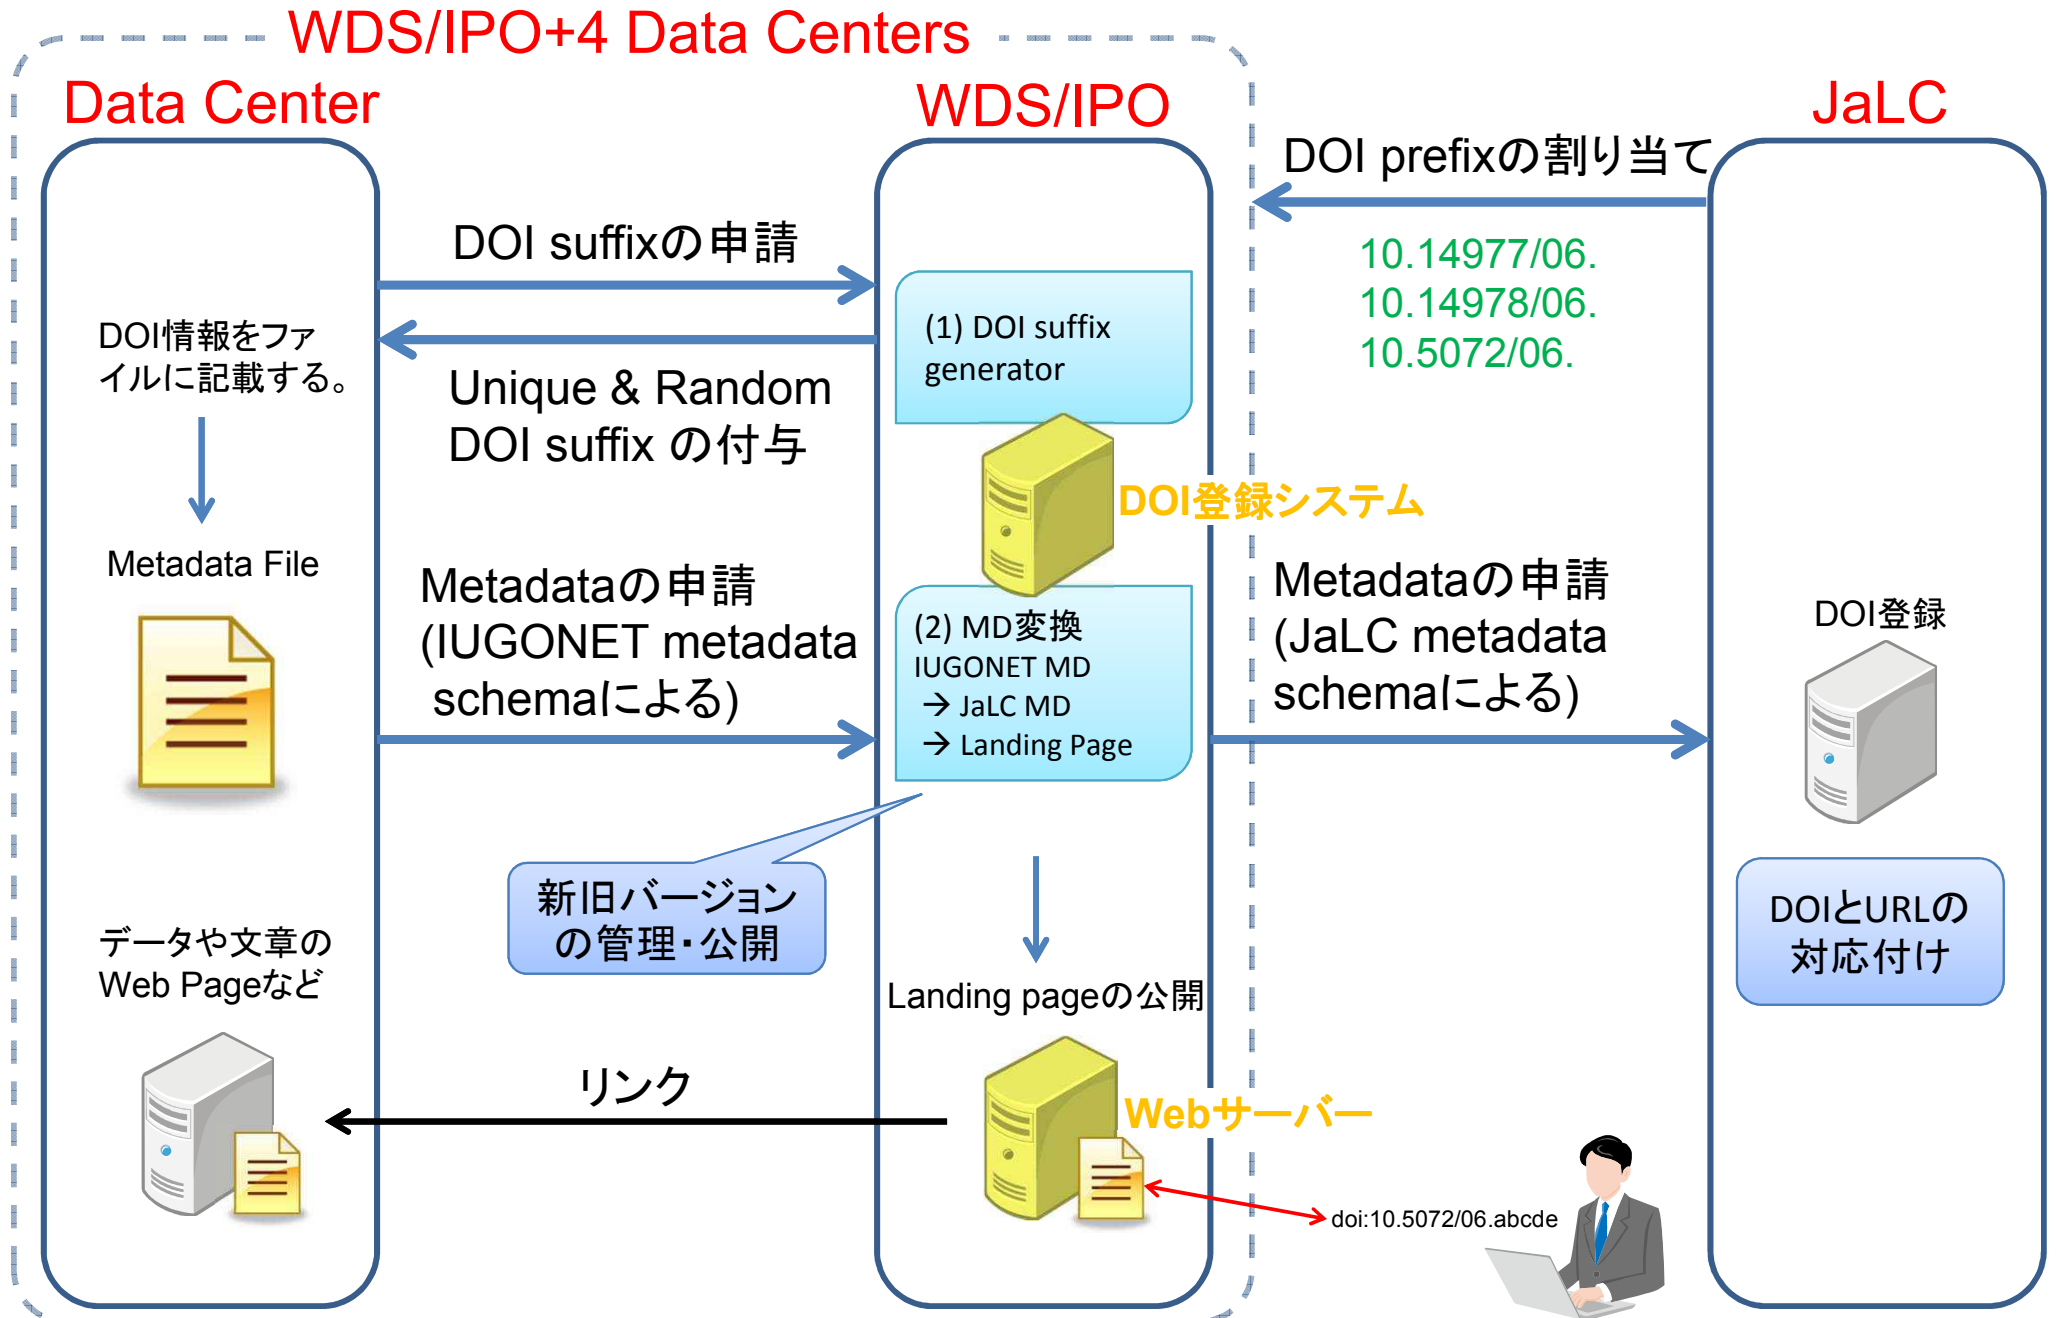 WDS/IPO+4 Data Centers
Data Center
WDS/IPO
JaLC
DOI prefixの割り当て
10.14977/06.
10.14978/06.
10.5072/06.
DOI suffixの申請
(1) DOI suffix
generator
DOI情報をファ
イルに記載する。
Unique & Random
DOI suffix の付与
DOI登録システム
Metadata File
Metadataの申請
(IUGONET metadata
schemaによる)
(2) MD変換
IUGONET MD
→ JaLC MD
→ Landing Page
Metadataの申請
(JaLC metadata
schemaによる)
DOI登録
新旧バージョン
の管理・公開
DOIとURLの
対応付け
データや文章の
Web Pageなど
Landing pageの公開
リンク
Webサーバー
doi:10.5072/06.abcde